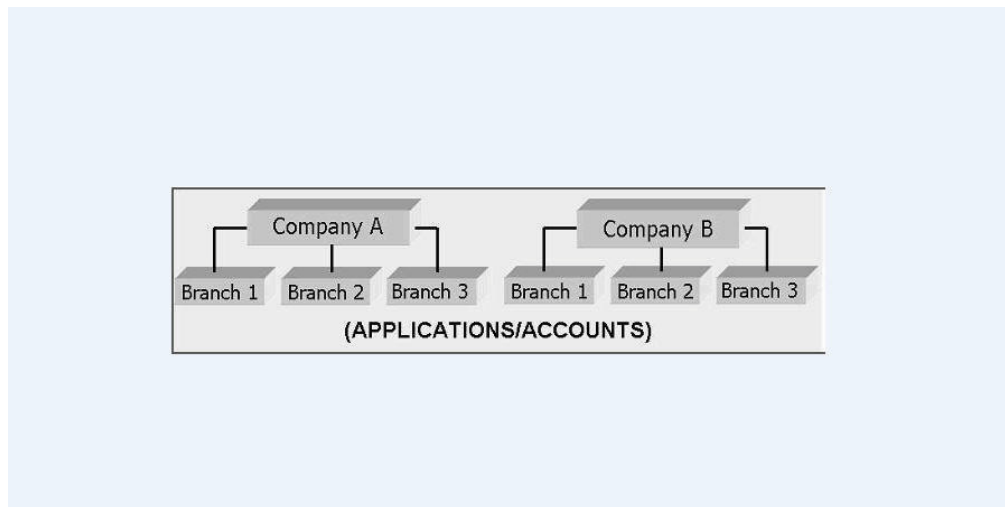 Company A
Company B
Branch 1
Branch 2
Branch 3
Branch 1
Branch 2
Branch 3
(APPLICATIONS/ACCOUNTS)